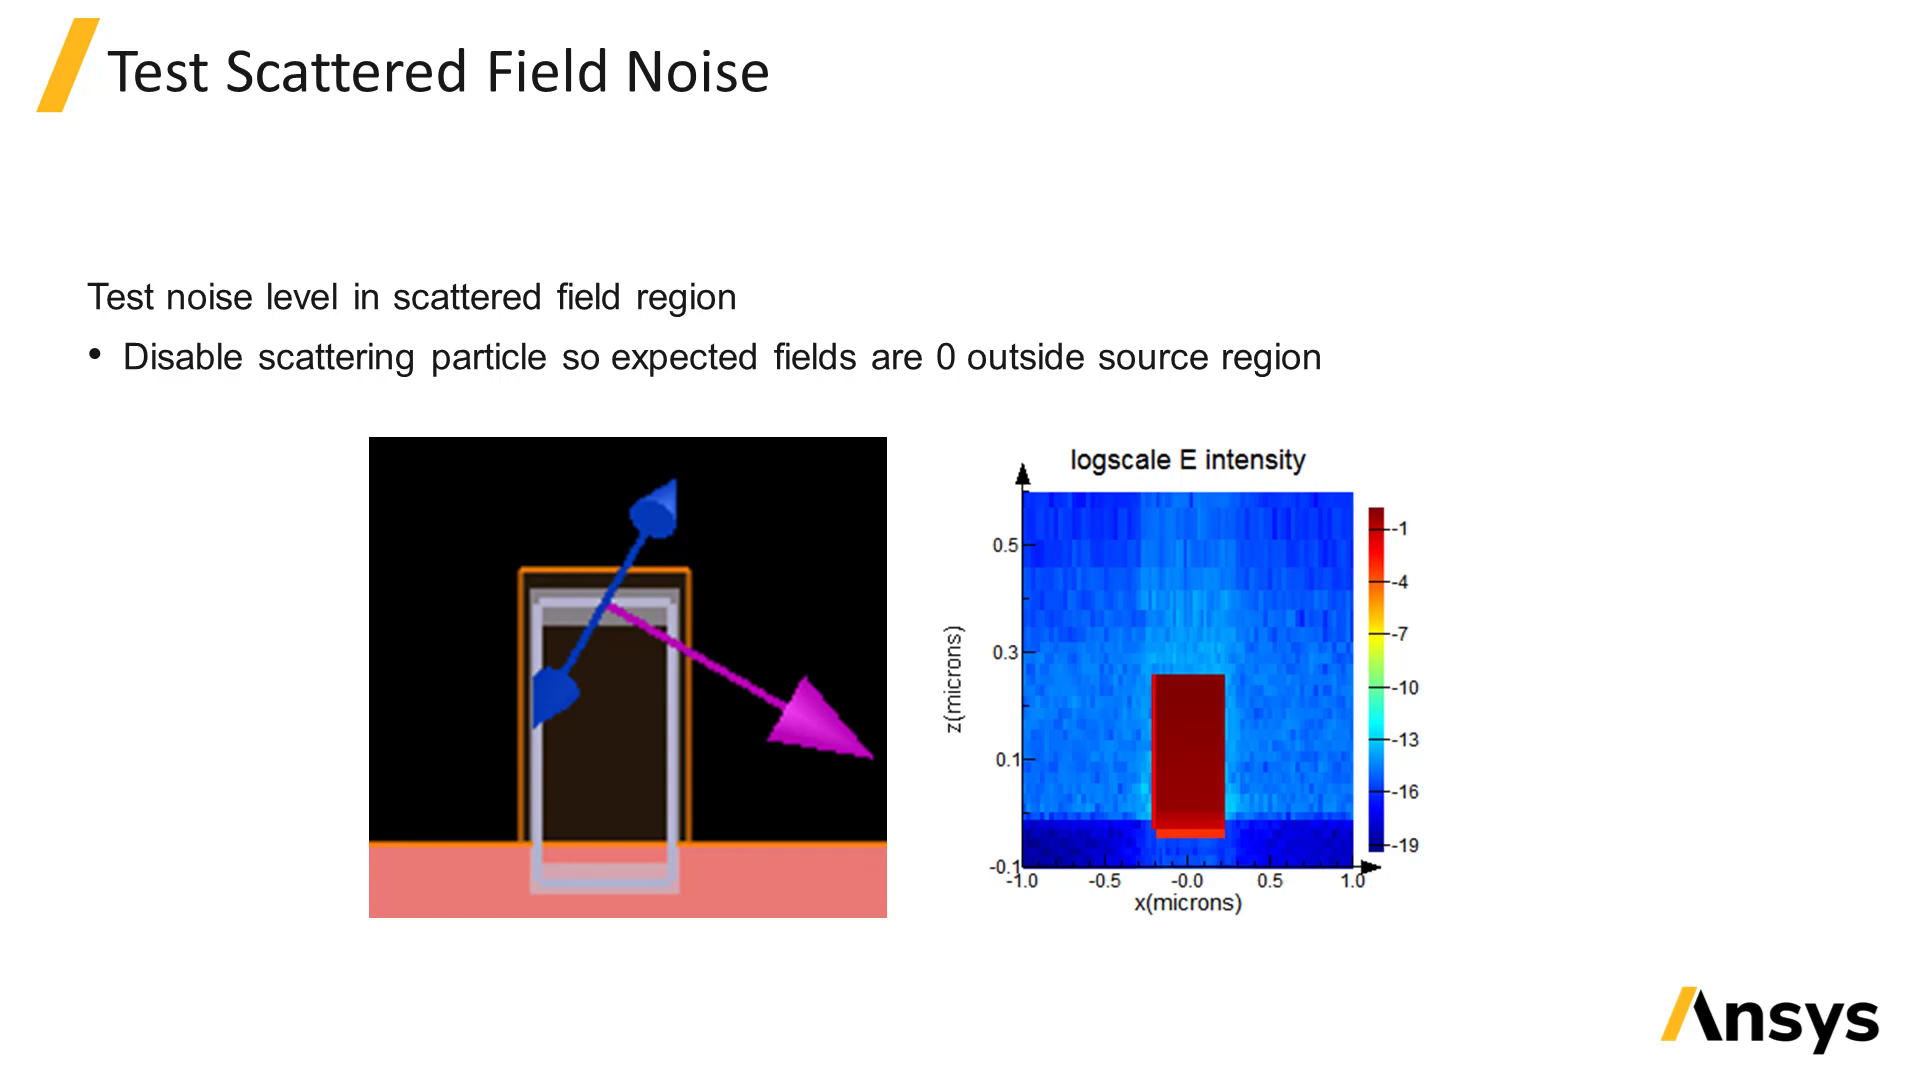 Test Scattered Field Noise
Test noise level in scattered field region
• Disable scattering particle so expected fields are 0 outside source region
logscale E intensity
0.5
0.3
0.1
-0.1
z(microns)
-1.0 -0.5 -0.0 0.5 1.0
x(microns)
-1
-4
-7
-10
-13
-16
-19
Ansys